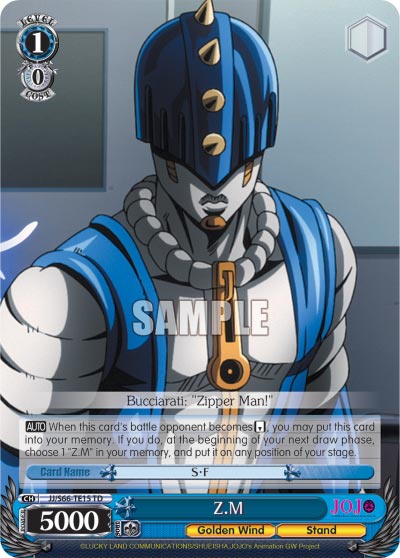 LEVEL
1
0
COST
SAMPLE
Bucciarati: "Zipper Man!"
AUTO When this card's battle opponent becomes, you may put this card
into your memory. If you do, at the beginning of your next draw phase,
choose 1 "Z.M" in your memory, and put it on any position of your stage.
Card Name S·F
CH JJ/S66-TE15 TD
POWER 5000 SOUL Z.M JOJO
Golden Wind Stand
©LUCKY LAND COMMUNICATIONS/SHUEISHA,JOJO's Animation GW Project